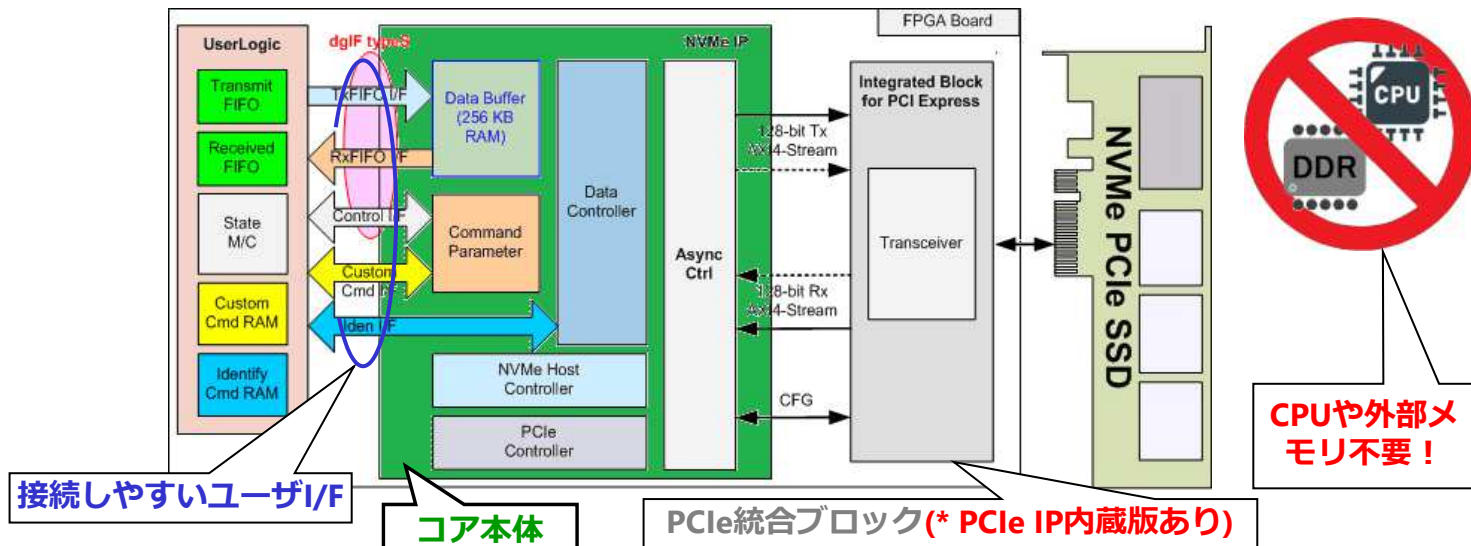 FPGA Board
UserLogic
dgIF typeS
NVMe IP
Transmit
FIFO
TxFIFO I/F
Data Buffer
(256 KB
RAM)
Received
FIFO
RxFIFO I/F
State
M/C
Control I/F
Command
Parameter
Custom
Cmd I/F
Custom
Cmd RAM
Iden I/F
Identify
Cmd RAM
Data
Controller
NVMe Host
Controller
PCIe
Controller
Async
Ctrl
128-bit Tx
Axi4-Stream
128-bit Rx
Axi4-Stream
CFG
Integrated Block
for PCI Express
Transceiver
NVMe PCIe SSD
CPU
DDR
CPUや外部メ
モリ不要！
接続しやすいユーザI/F
コア本体
PCIe統合ブロック(* PCIe IP内蔵版あり)